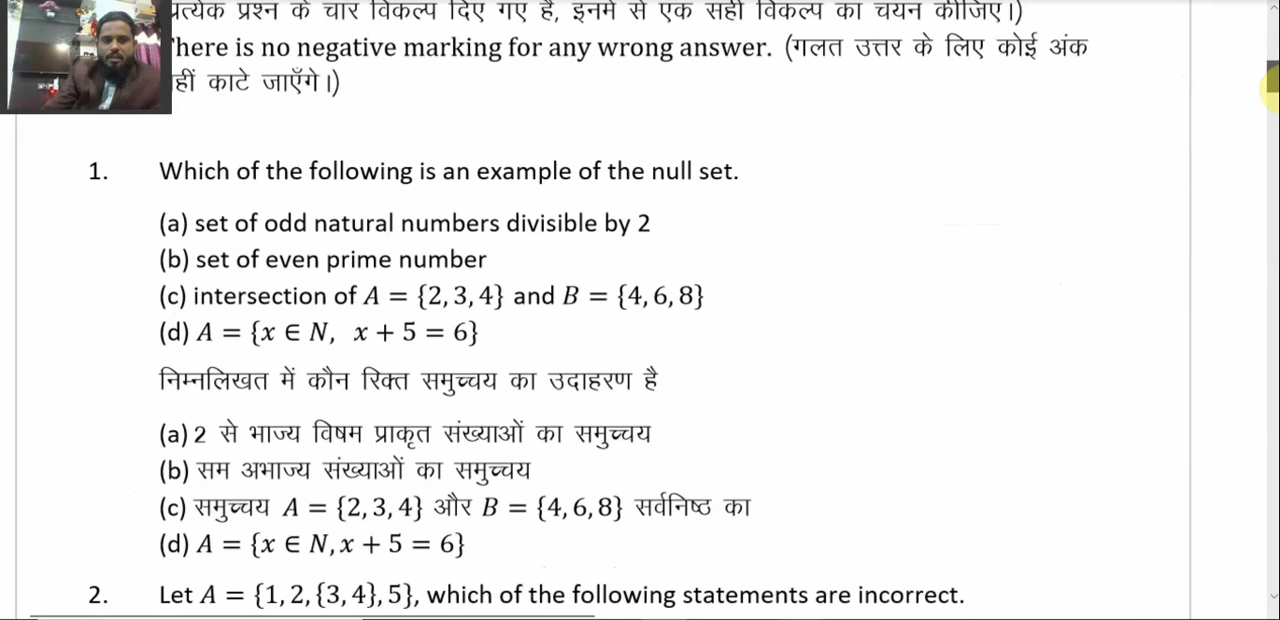 प्रत्येक प्रश्न के चार विकल्प दिए गए हैं, इनमें से एक सही विकल्प का चयन कीजिए।)
here is no negative marking for any wrong answer. (गलत उत्तर के लिए कोई अंक
हीं काटे जाएँगे।)
1. Which of the following is an example of the null set.
(a) set of odd natural numbers divisible by 2
(b) set of even prime number
(c) intersection of A = {2, 3, 4} and B = {4, 6, 8}
(d) A = {x ∈ N, x + 5 = 6}
निम्नलिखत में कौन रिक्त समुच्चय का उदाहरण है
(a) 2 से भाज्य विषम प्राकृत संख्याओं का समुच्चय
(b) सम अभाज्य संख्याओं का समुच्चय
(c) समुच्चय A = {2, 3, 4} और B = {4, 6, 8} सर्वनिष्ठ का
(d) A = {x ∈ N, x + 5 = 6}
2. Let A = {1, 2, {3, 4}, 5}, which of the following statements are incorrect.